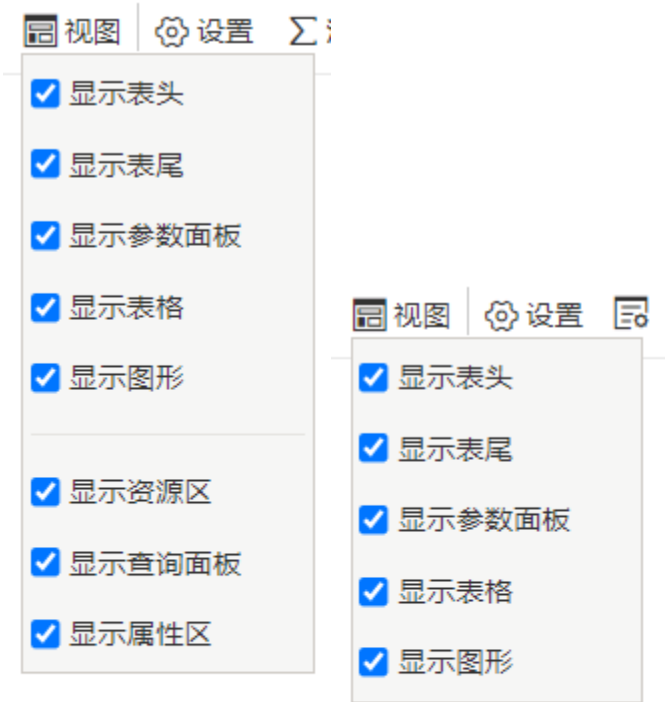 视图 设置 Σ
显示表头
显示表尾
显示参数面板
显示表格
显示图形
显示资源区
显示查询面板
显示属性区
视图 设置
显示表头
显示表尾
显示参数面板
显示表格
显示图形